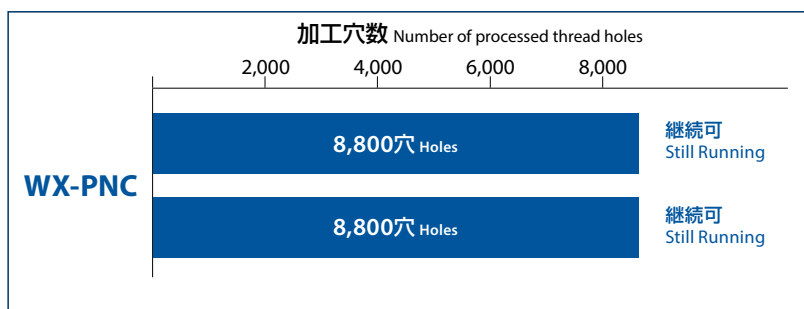 加工穴数 Number of processed thread holes
2,000 4,000 6,000 8,000
8,800穴 Holes
継続可
Still Running
WX-PNC
8,800穴 Holes
継続可
Still Running